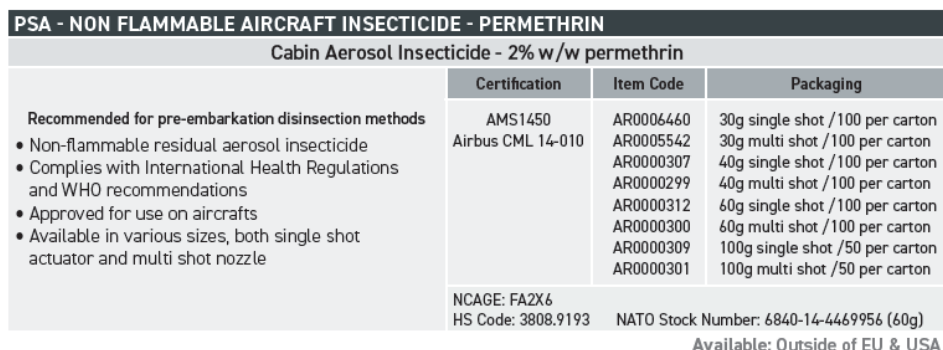 PSA - NON FLAMMABLE AIRCRAFT INSECTICIDE - PERMETHRIN
Cabin Aerosol Insecticide - 2% w/w permethrin
Certification Item Code Packaging
Recommended for pre-embarkation disinsection methods
• Non-flammable residual aerosol insecticide
• Complies with International Health Regulations
and WHO recommendations
• Approved for use on aircrafts
• Available in various sizes, both single shot
actuator and multi shot nozzle
AMS1450
Airbus CML 14-010
AR0006460 30g single shot /100 per carton
AR0005542 30g multi shot /100 per carton
AR0000307 40g single shot /100 per carton
AR0000299 40g multi shot /100 per carton
AR0000312 60g single shot /100 per carton
AR0000300 60g multi shot /100 per carton
AR0000309 100g single shot /50 per carton
AR0000301 100g multi shot /50 per carton
NCAGE: FA2X6
HS Code: 3808.9193 NATO Stock Number: 6840-14-4469956 (60g)
Available: Outside of EU & USA